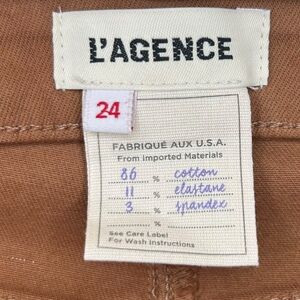 L'AGENCE
24
FABRIQUÉ AUX U.S.A.
From imported Materials
86 % cotton
11 % elastane
3 % spandex
%
See Care Label
For Wash Instructions